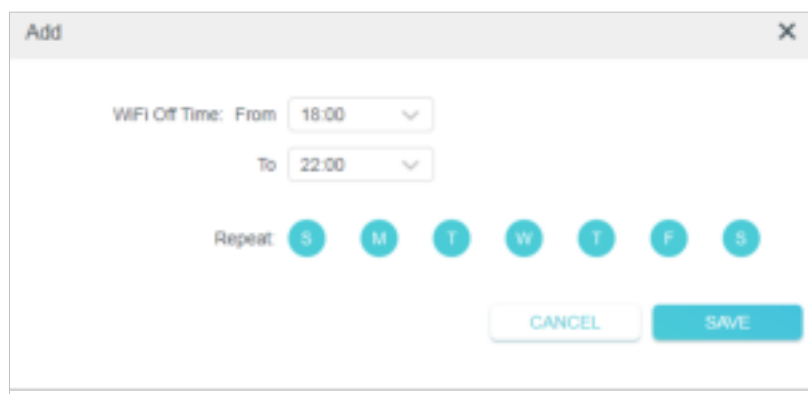 Add
WiFi Off Time: From 18:00
To 22:00
Repeat: S M T W T F S
CANCEL SAVE